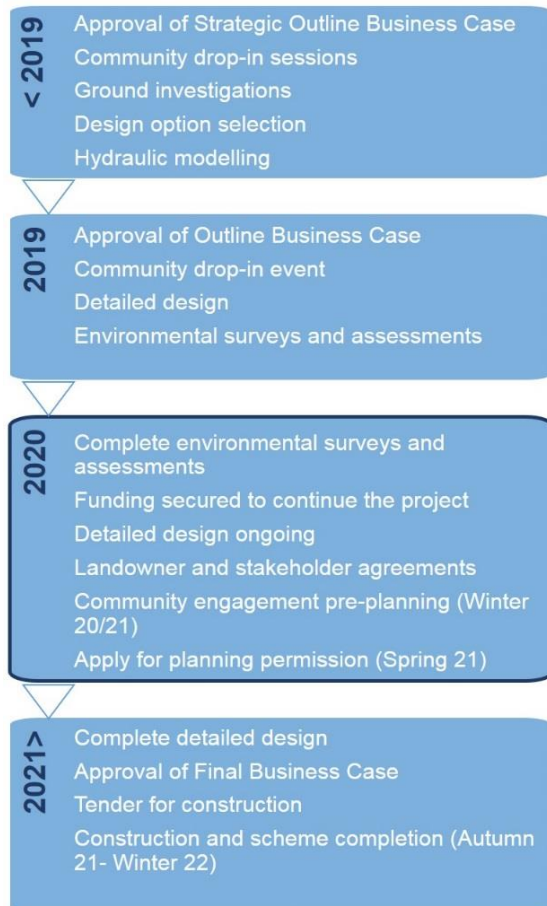 < 2019
Approval of Strategic Outline Business Case
Community drop-in sessions
Ground investigations
Design option selection
Hydraulic modelling
2019
Approval of Outline Business Case
Community drop-in event
Detailed design
Environmental surveys and assessments
2020
Complete environmental surveys and
assessments
Funding secured to continue the project
Detailed design ongoing
Landowner and stakeholder agreements
Community engagement pre-planning (Winter
20/21)
Apply for planning permission (Spring 21)
2021>
Complete detailed design
Approval of Final Business Case
Tender for construction
Construction and scheme completion (Autumn
21- Winter 22)